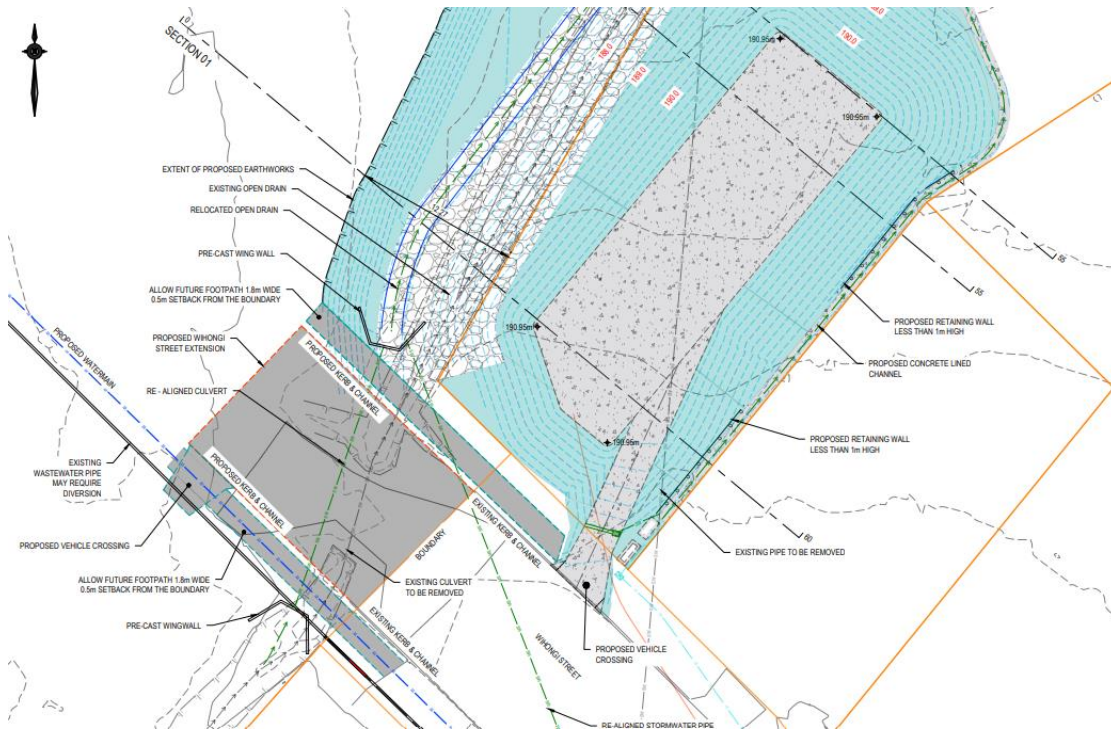 SECTION 01
190.95m
190.0
188.0
189.0
190.0
190.95m
EXTENT OF PROPOSED EARTHWORKS
EXISTING OPEN DRAIN
RELOCATED OPEN DRAIN
PRE-CAST WING WALL
ALLOW FUTURE FOOTPATH 1.8m WIDE
0.5m SETBACK FROM THE BOUNDARY
PROPOSED WATERMAIN
PROPOSED WIHONGI
STREET EXTENSION
PROPOSED KERB & CHANNEL
190.95m
55
55
PROPOSED RETAINING WALL
LESS THAN 1m HIGH
PROPOSED CONCRETE LINED
CHANNEL
RE - ALIGNED CULVERT
190.95m
PROPOSED RETAINING WALL
LESS THAN 1m HIGH
EXISTING
WASTEWATER PIPE
MAY REQUIRE
DIVERSION
PROPOSED KERB & CHANNEL
EXISTING KERB & CHANNEL
BOUNDARY
60
PROPOSED VEHICLE CROSSING
EXISTING PIPE TO BE REMOVED
ALLOW FUTURE FOOTPATH 1.8m WIDE
0.5m SETBACK FROM THE BOUNDARY
EXISTING CULVERT
TO BE REMOVED
PRE-CAST WINGWALL
EXISTING KERB & CHANNEL
WIHONGI STREET
PROPOSED VEHICLE
CROSSING
RE-ALIGNED STORMWATER PIPE